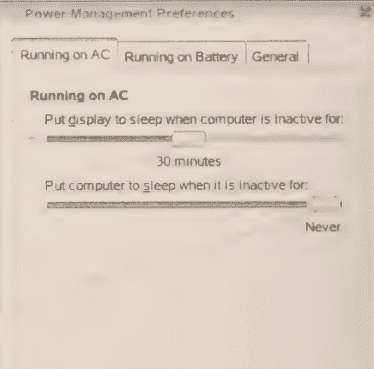 Power Management Preferences
Running on AC
Running on Battery
General
Running on AC
Put display to sleep when computer is inactive for:
30 minutes
Put computer to sleep when it is inactive for:
Never